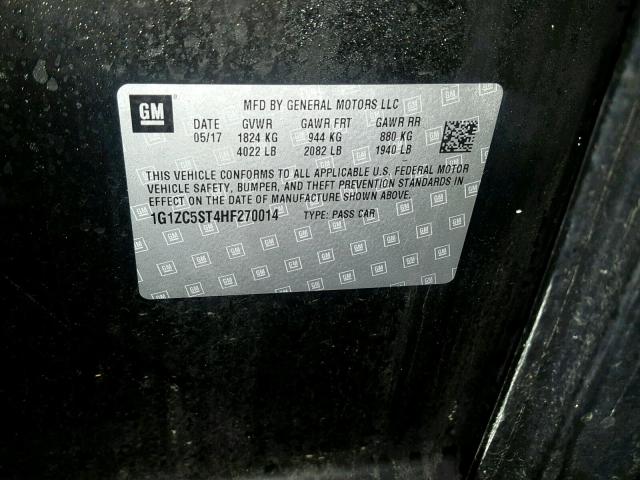 GM
MFD BY GENERAL MOTORS LLC
DATE GVWR GAWR FRT GAWR RR
05/17 1824 KG 944 KG 880 KG
4022 LB 2082 LB 1940 LB
THIS VEHICLE CONFORMS TO ALL APPLICABLE U.S. FEDERAL MOTOR
VEHICLE SAFETY, BUMPER, AND THEFT PREVENTION STANDARDS IN
EFFECT ON THE DATE OF MANUFACTURE SHOWN ABOVE.
1G1ZC5ST4HF270014 TYPE: PASS CAR